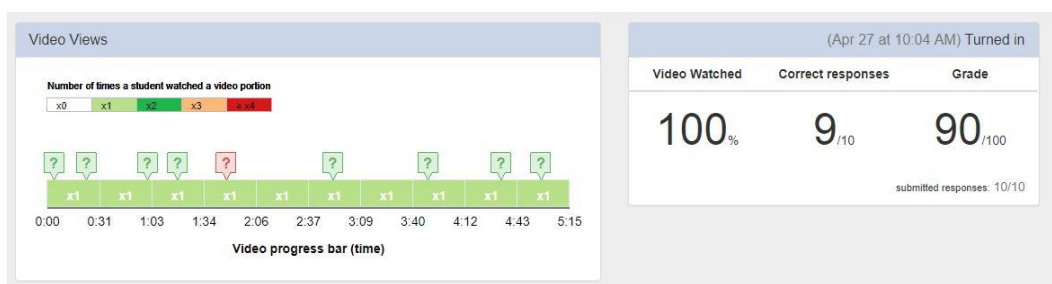 Video Views
Number of times a student watched a video portion
x0 x1 x2 x3 ≥ x4
? ? ? ? ? ? ? ? ?
x1 x1 x1 x1 x1 x1 x1 x1 x1 x1
0:00 0:31 1:03 1:34 2:06 2:37 3:09 3:40 4:12 4:43 5:15
Video progress bar (time)
(Apr 27 at 10:04 AM) Turned in
Video Watched Correct responses Grade
100% 9/10 90/100
submitted responses: 10/10